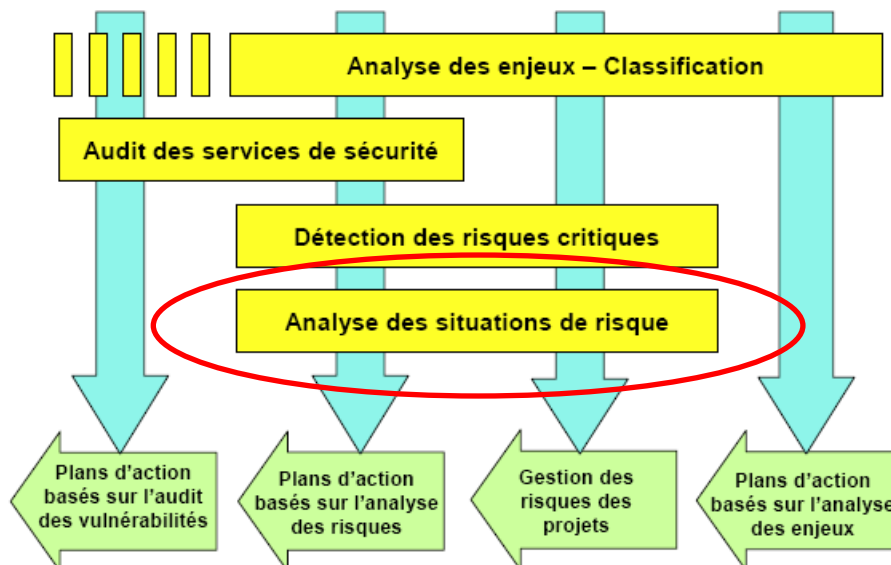 Analyse des enjeux – Classification
Audit des services de sécurité
Détection des risques critiques
Analyse des situations de risque
Plans d’action
basés sur l’audit
des vulnérabilités
Plans d’action
basés sur l’analyse
des risques
Gestion des
risques des
projets
Plans d’action
basés sur l’analyse
des enjeux